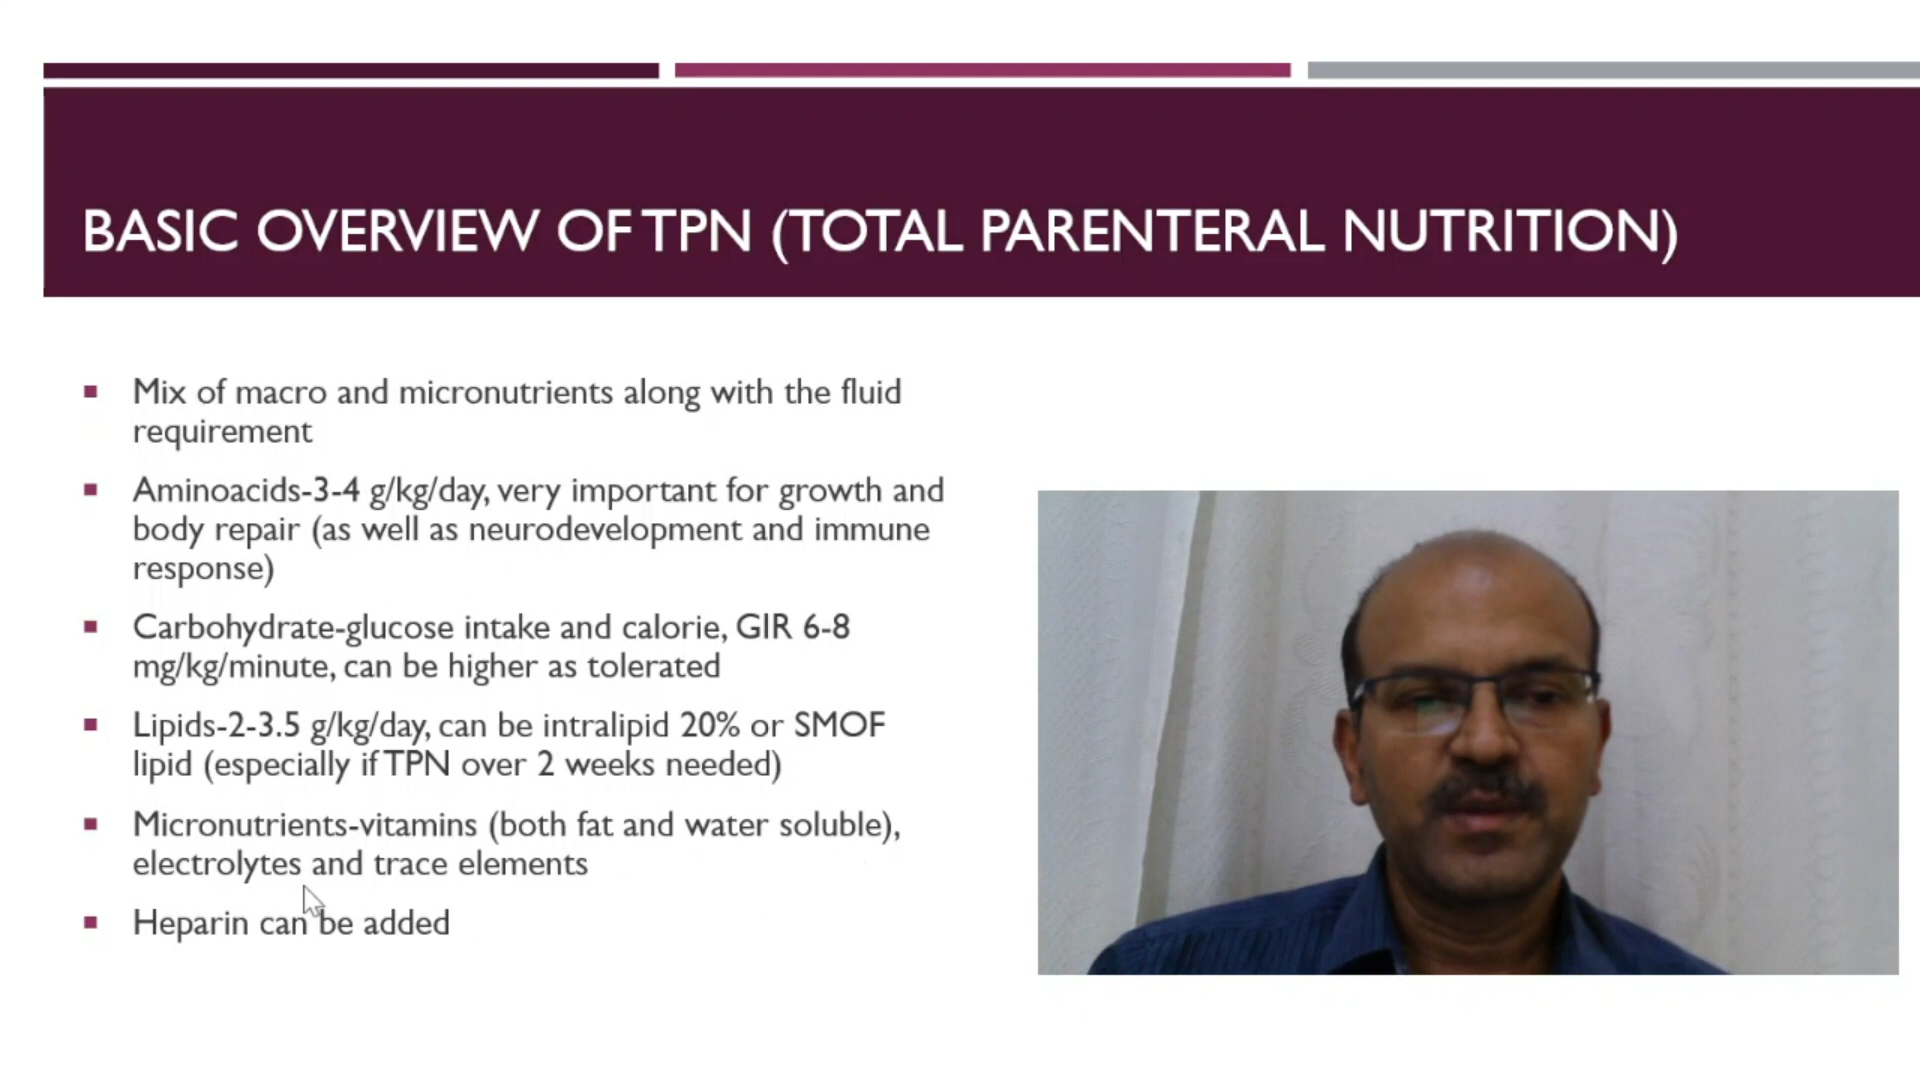 BASIC OVERVIEW OF TPN (TOTAL PARENTERAL NUTRITION)
Mix of macro and micronutrients along with the fluid
requirement
Aminoacids-3-4 g/kg/day, very important for growth and
body repair (as well as neurodevelopment and immune
response)
Carbohydrate-glucose intake and calorie, GIR 6-8
mg/kg/minute, can be higher as tolerated
Lipids-2-3.5 g/kg/day, can be intralipid 20% or SMOF
lipid (especially if TPN over 2 weeks needed)
Micronutrients-vitamins (both fat and water soluble),
electrolytes and trace elements
Heparin can be added